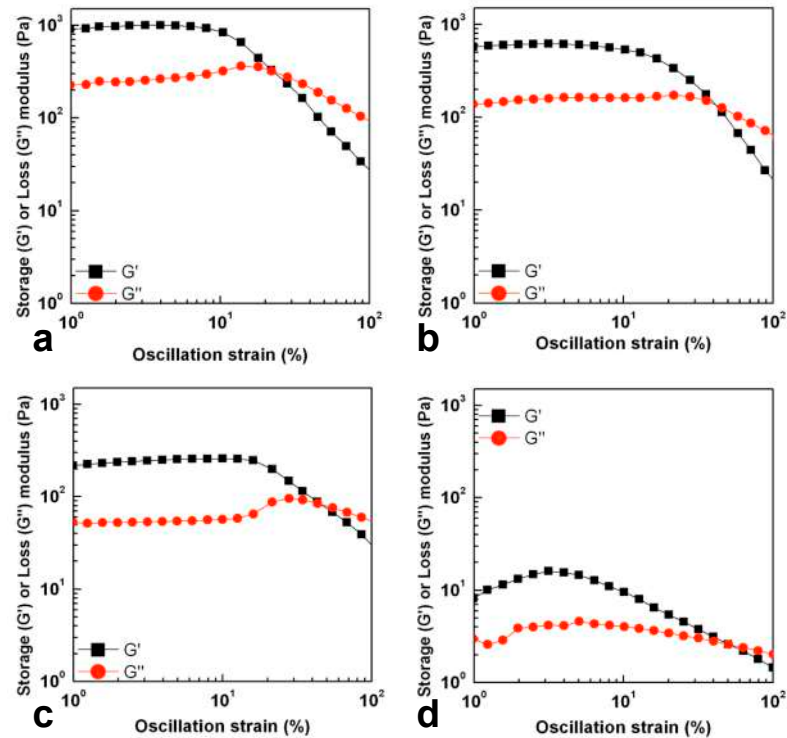 Storage (G') or Loss (G") modulus (Pa)
10³
10²
10¹
10⁰
G'
G"
10⁰ 10¹ 10²
Oscillation strain (%)
a
Storage (G') or Loss (G") modulus (Pa)
10³
10²
10¹
10⁰
G'
G"
10⁰ 10¹ 10²
Oscillation strain (%)
b
Storage (G') or Loss (G") modulus (Pa)
10³
10²
10¹
10⁰
G'
G"
10⁰ 10¹ 10²
Oscillation strain (%)
c
Storage (G') or Loss (G") modulus (Pa)
G'
G"
10³
10²
10¹
10⁰
10⁰ 10¹ 10²
Oscillation strain (%)
d